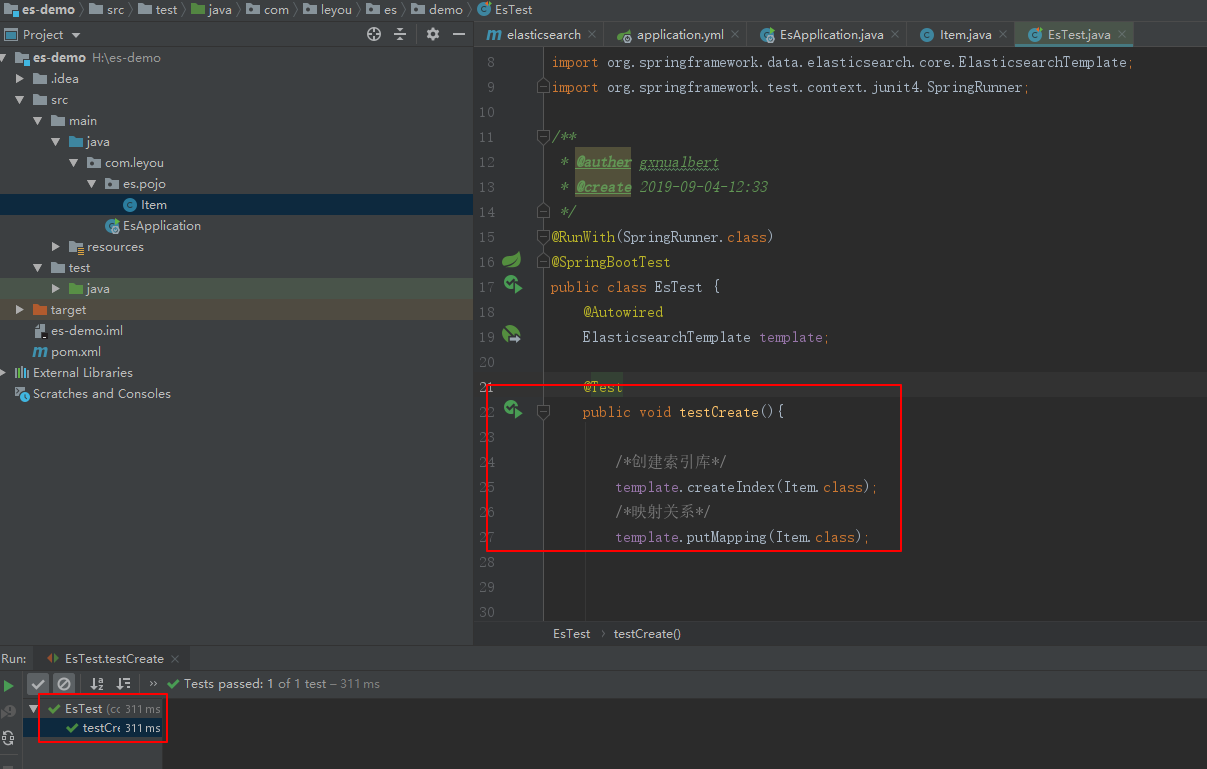 es-demo src test java com leyou es demo EsTest
Project
elasticsearch application.yml EsApplication.java Item.java EsTest.java
es-demo H:\es-demo
.idea
src
main
java
com.leyou
es.pojo
Item
EsApplication
resources
test
java
target
es-demo.iml
pom.xml
External Libraries
Scratches and Consoles
8 import org.springframework.data.elasticsearch.core.ElasticsearchTemplate;
9 import org.springframework.test.context.junit4.SpringRunner;
10
11 /**
12 * @auther gxnualbert
13 * @create 2019-09-04-12:33
14 */
15 @RunWith(SpringRunner.class)
16 @SpringBootTest
17 public class EsTest {
18 @Autowired
19 ElasticsearchTemplate template;
20
21 @Test
22 public void testCreate(){
23
24 /*创建索引库*/
25 template.createIndex(Item.class);
26 /*映射关系*/
27 template.putMapping(Item.class);
28
29
30
EsTest › testCreate()
Run: EsTest.testCreate
Tests passed: 1 of 1 test – 311 ms
EsTest (cc 311 ms
testCre 311 ms